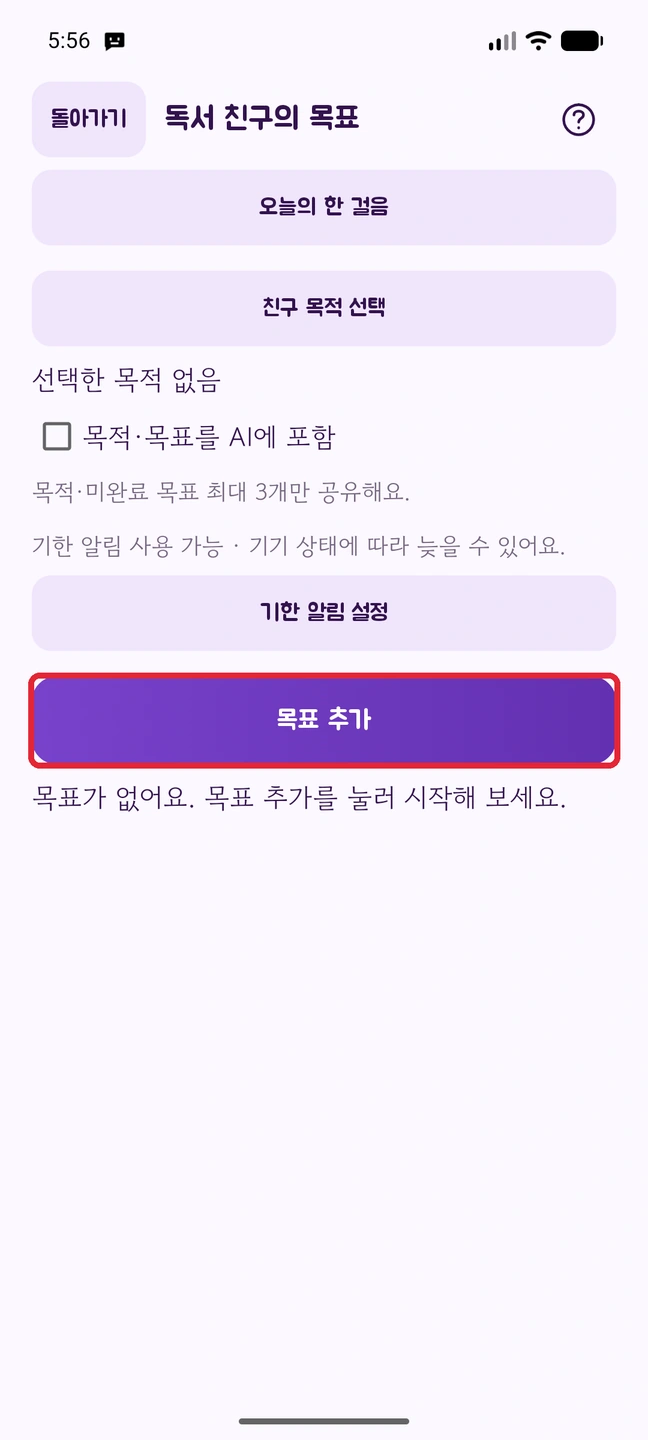 5:56
돌아가기 독서 친구의 목표
오늘의 한 걸음
친구 목적 선택
선택한 목적 없음
목적·목표를 AI에 포함
목적·미완료 목표 최대 3개만 공유해요.
기한 알림 사용 가능 · 기기 상태에 따라 늦을 수 있어요.
기한 알림 설정
목표 추가
목표가 없어요. 목표 추가를 눌러 시작해 보세요.